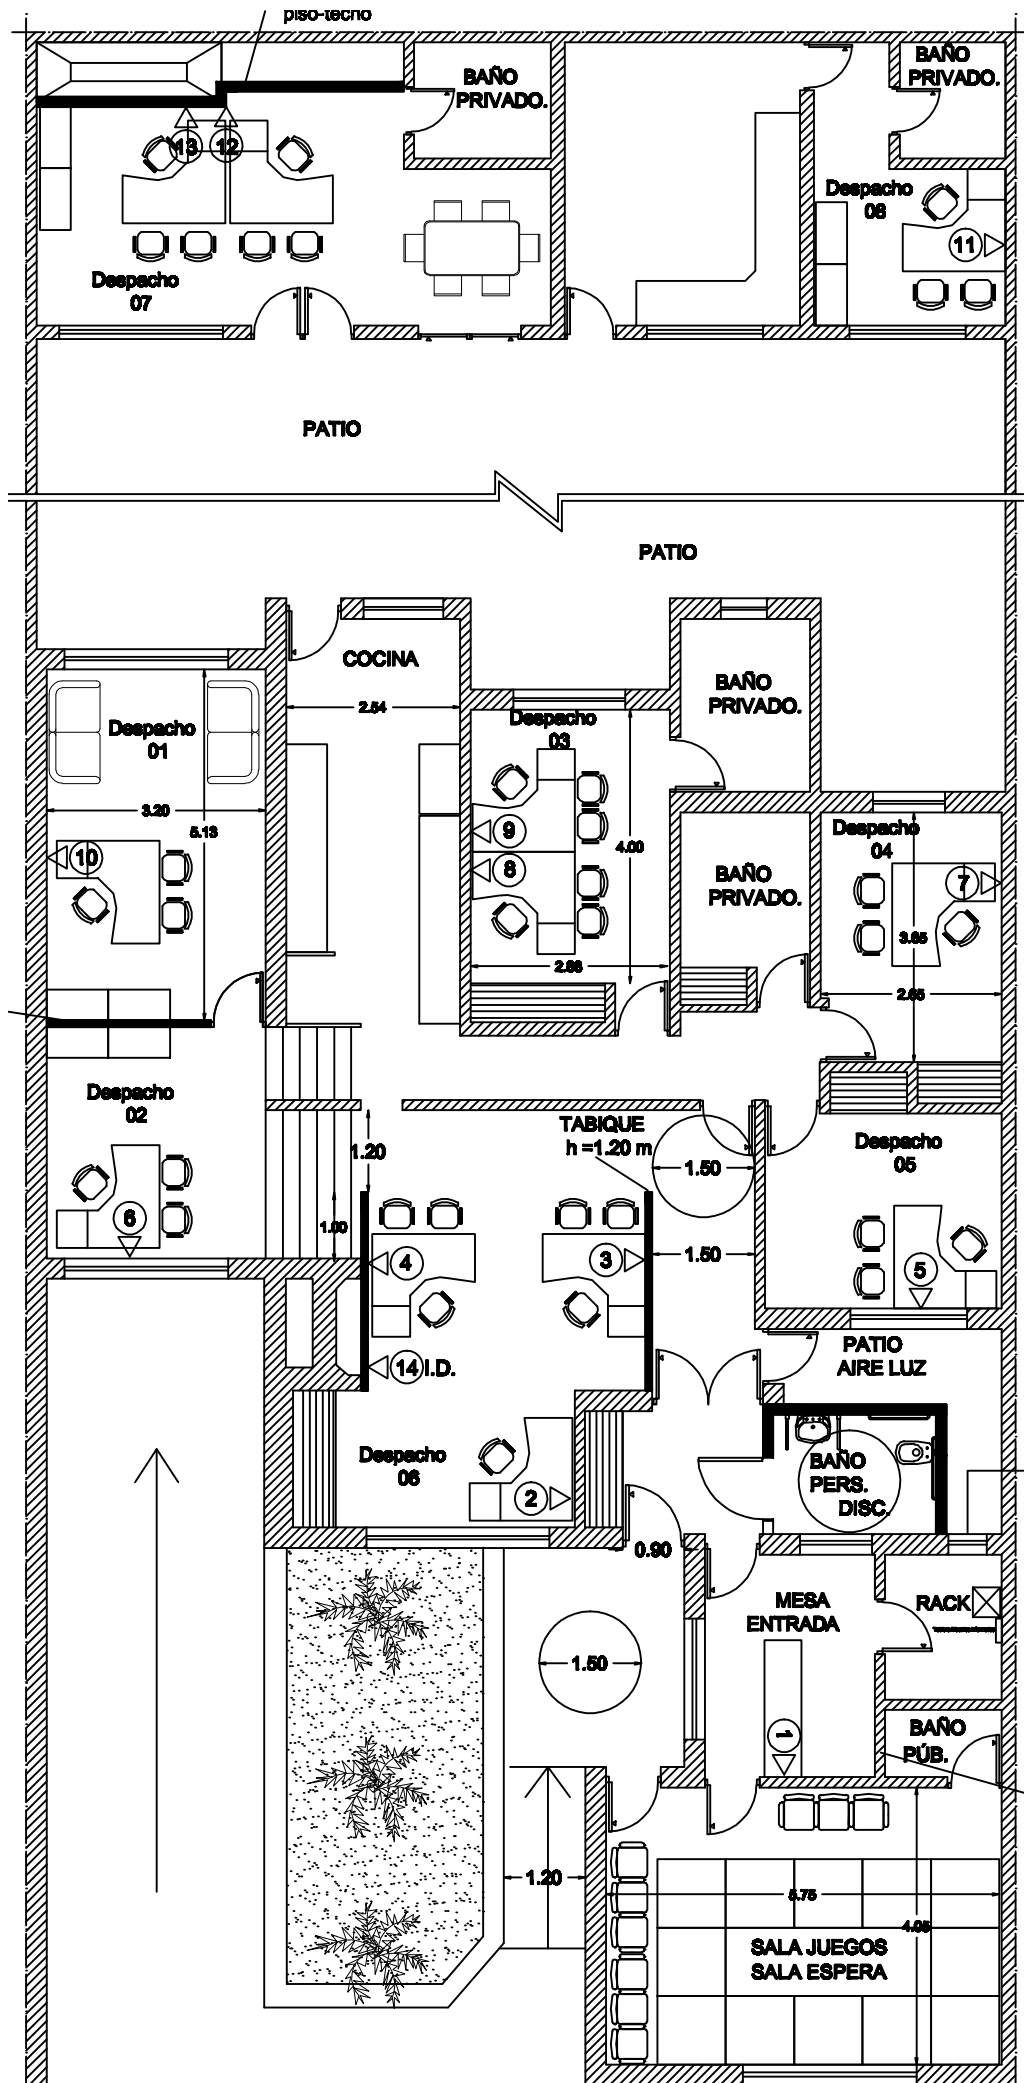 piso-techo
BAÑO
PRIVADO.
BAÑO
PRIVADO.
13
12
Despacho
08
11
Despacho
07
PATIO
PATIO
COCINA
BAÑO
PRIVADO.
2.54
Despacho
01
Despacho
03
3.20
5.13
9
4.00
8
10
Despacho
04
BAÑO
PRIVADO.
7
3.65
2.88
2.65
Despacho
02
TABIQUE
h =1.20 m
1.20
1.50
Despacho
05
6
1.00
1.50
4
3
5
14 I.D.
PATIO
AIRE LUZ
Despacho
06
2
BAÑO
PERS.
DISC.
0.90
MESA
ENTRADA
RACK
1.50
1
BAÑO
PÚB.
1.20
5.75
4.05
SALA JUEGOS
SALA ESPERA